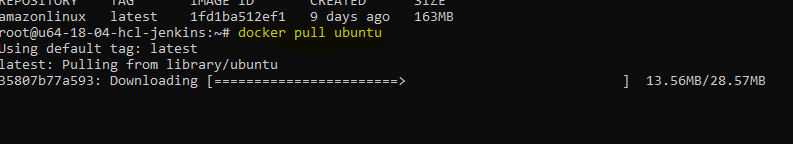 REPOSITORY TAG IMAGE ID CREATED SIZE
amazonlinux latest 1fd1ba512ef1 9 days ago 163MB
root@u64-18-04-hcl-jenkins:~# docker pull ubuntu
Using default tag: latest
latest: Pulling from library/ubuntu
35807b77a593: Downloading [=======================> ] 13.56MB/28.57MB